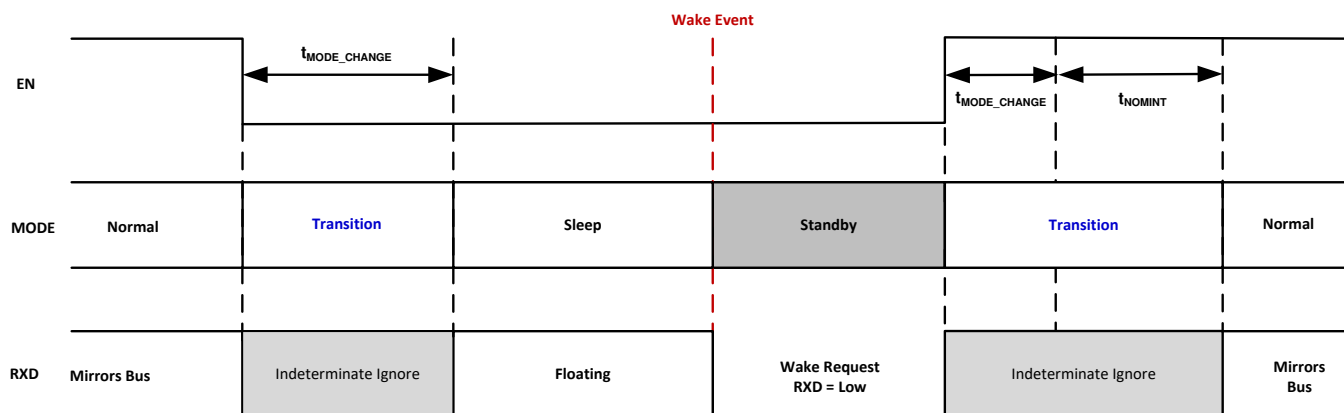 Wake Event
EN
tMODE_CHANGE
tMODE_CHANGE
tNOMINT
MODE
Normal
Transition
Sleep
Standby
Transition
Normal
RXD
Mirrors Bus
Indeterminate Ignore
Floating
Wake Request
RXD = Low
Indeterminate Ignore
Mirrors
Bus